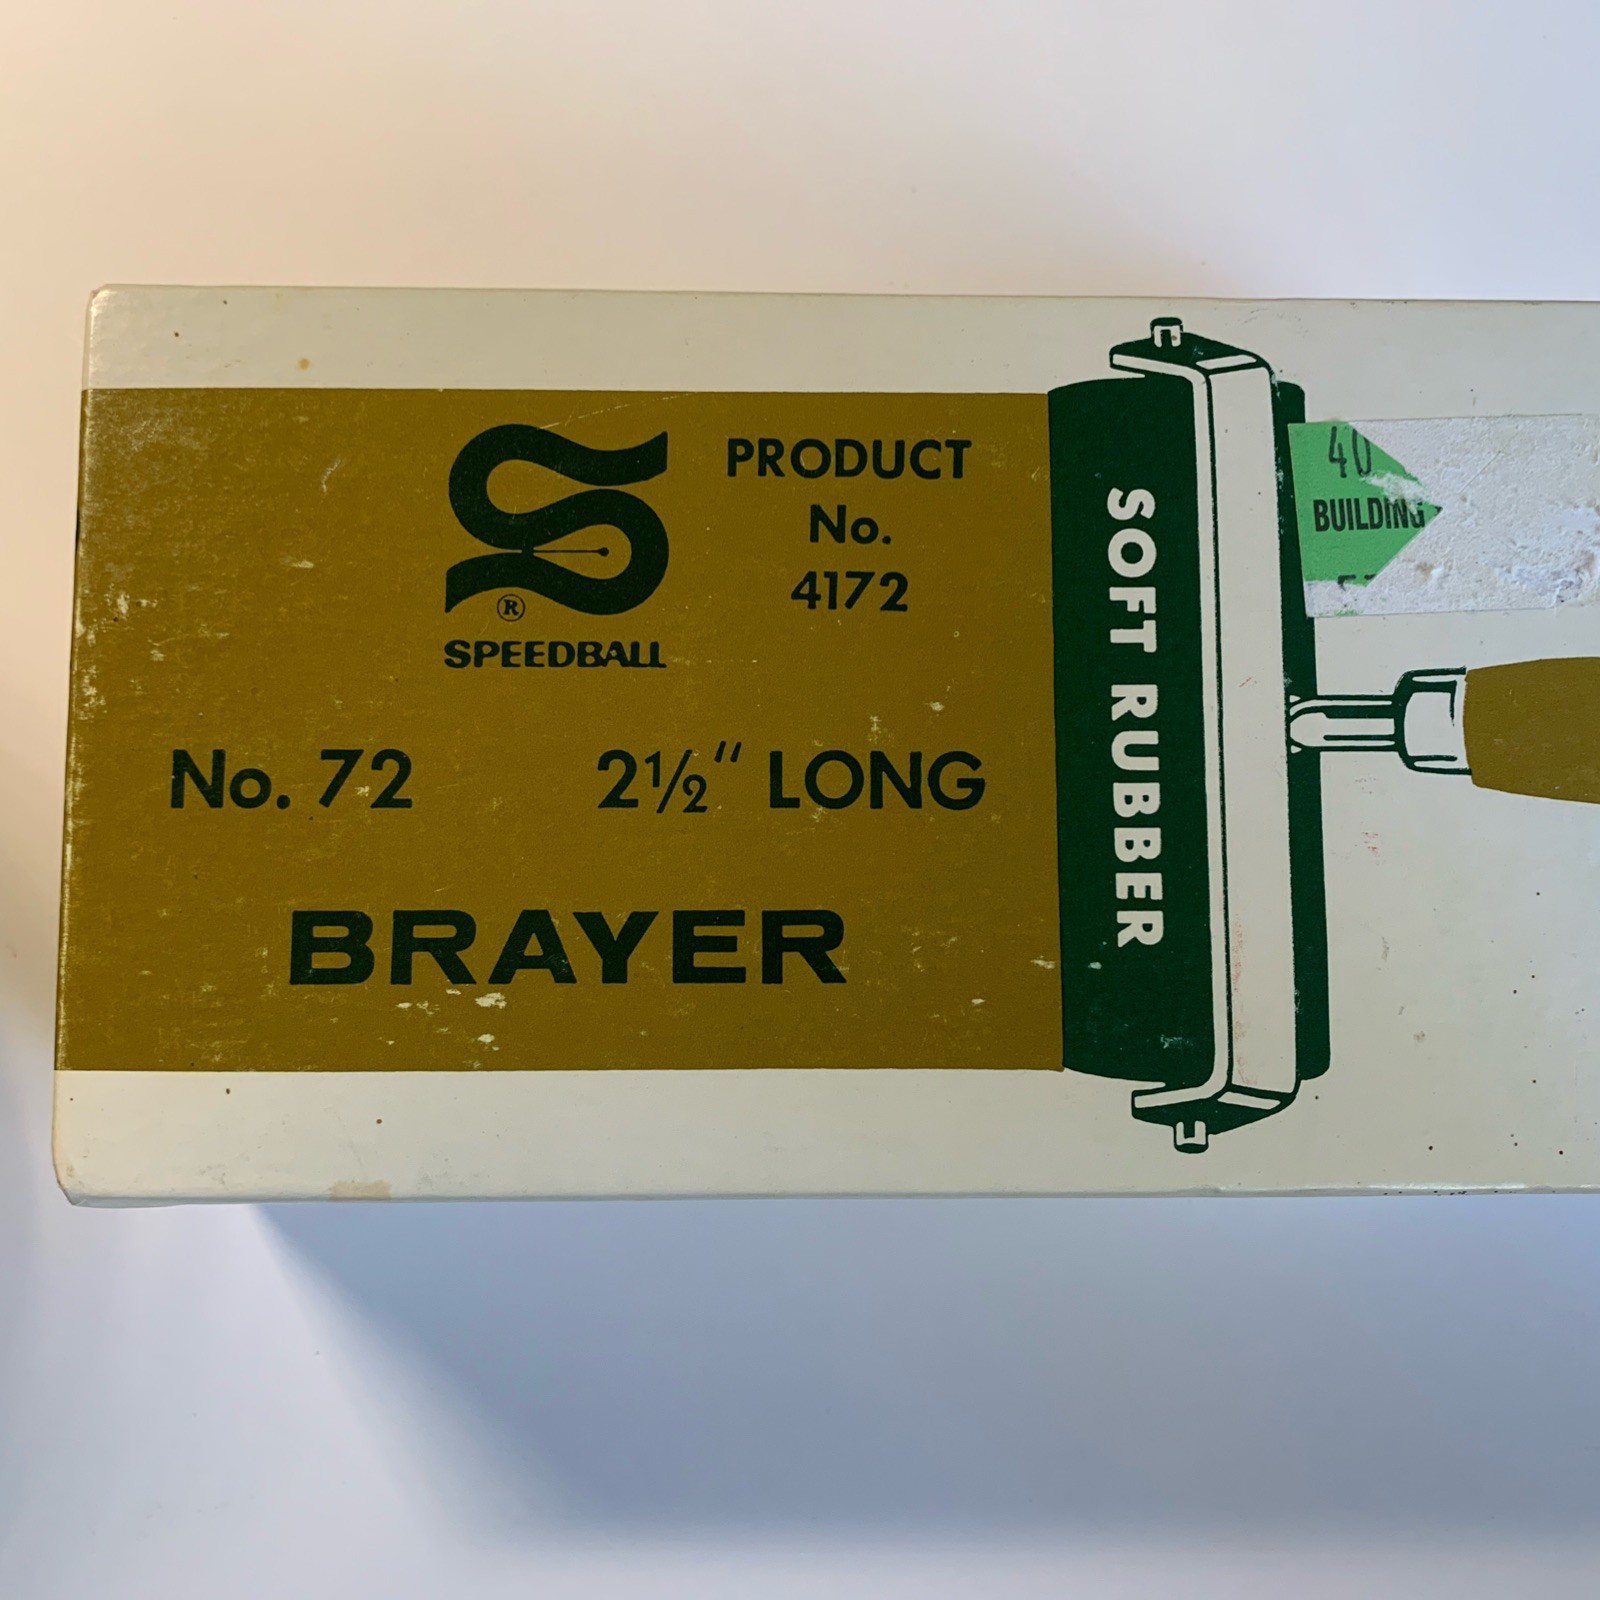 PRODUCT
No.
4172
®
SPEEDBALL
No. 72 2½" LONG
BRAYER
SOFT RUBBER
40
BUILDING